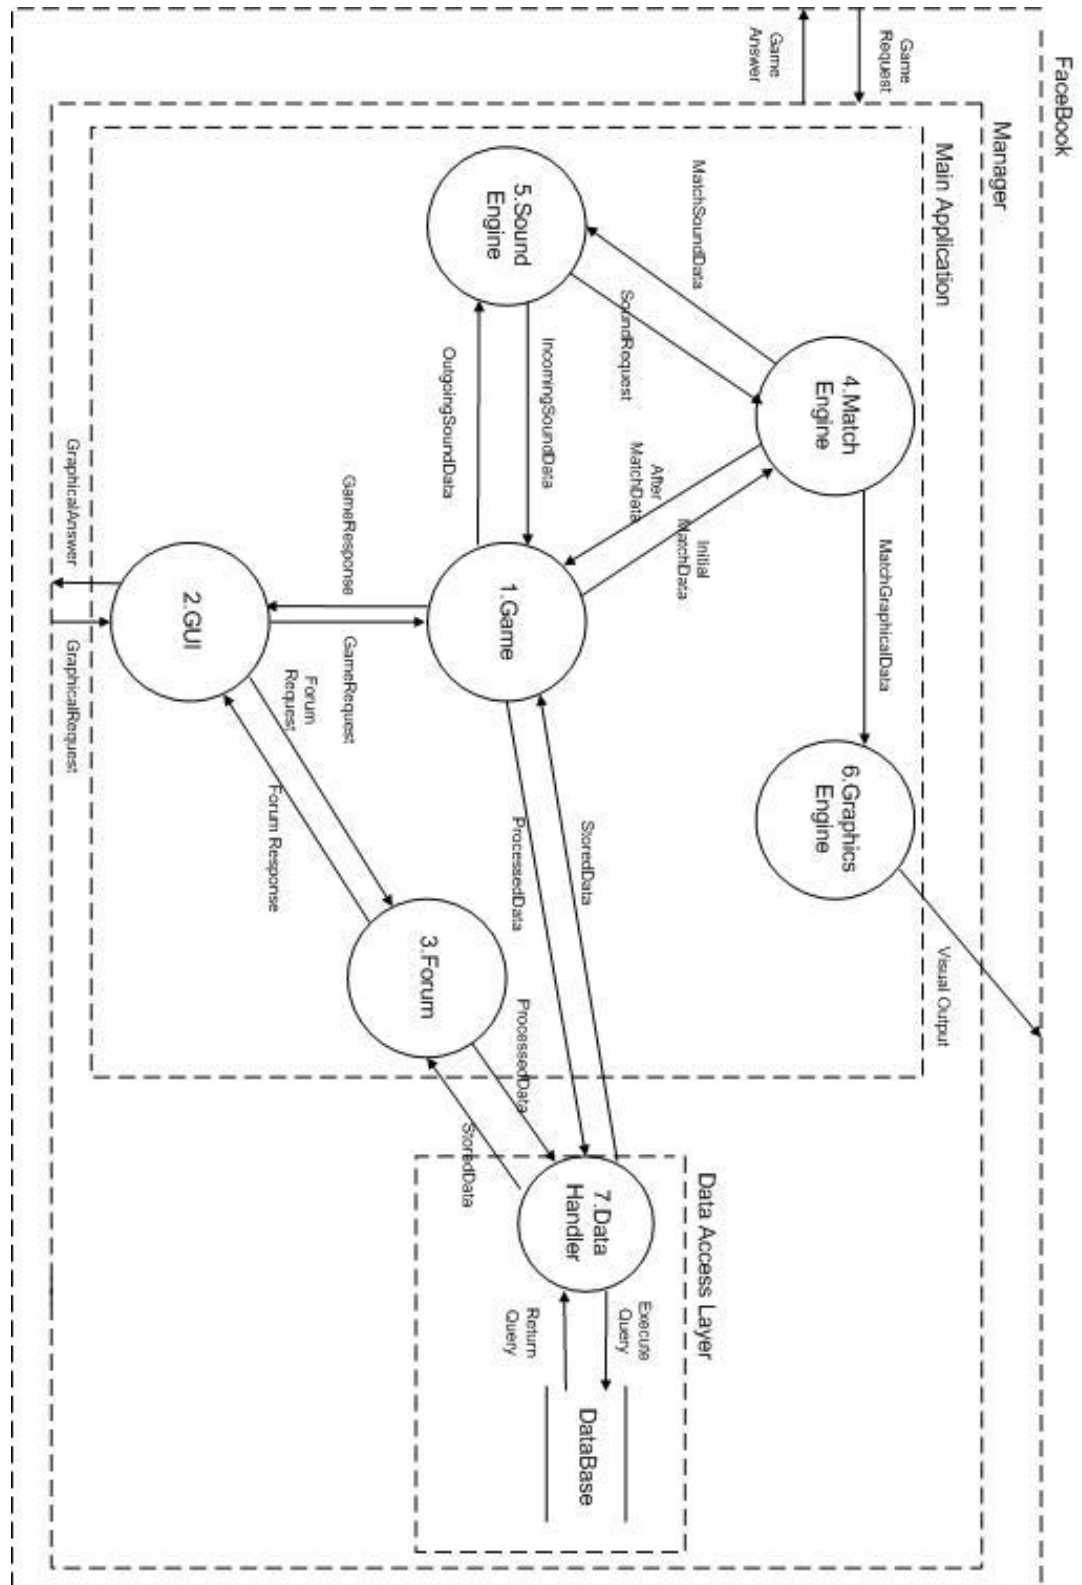 FaceBook
Manager
Main Application
Game
Request
Game
Answer
MatchSoundData
5.Sound
Engine
SoundRequest
4.Match
Engine
IncomingSoundData
OutgoingSoundData
After
MatchData
Initial
MatchData
MatchGraphicalData
GraphicalAnswer
GameResponse
1.Game
2.GUI
GameRequest
GraphicalRequest
Forum
Request
Forum Response
6.Graphics
Engine
StoredData
ProcessedData
Visual Output
3.Forum
ProcessedData
StoredData
Data Access Layer
7.Data
Handler
Execute
Query
Return
Query
DataBase